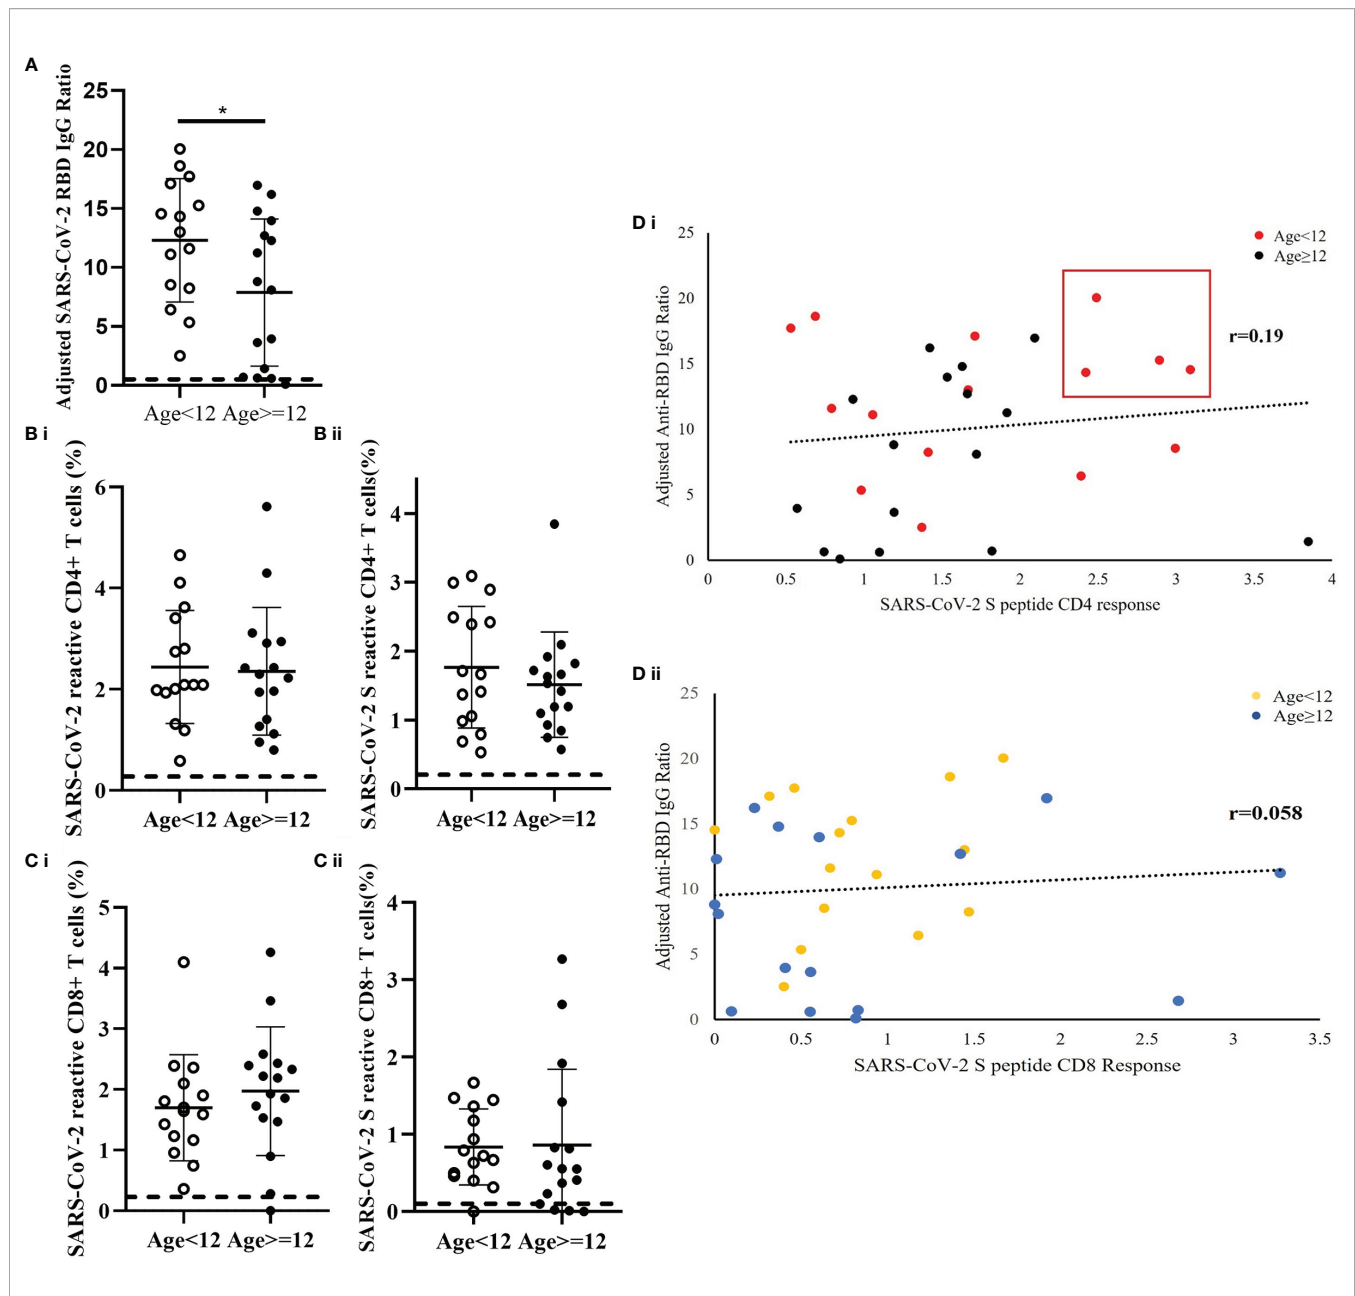 A
Adjusted SARS-CoV-2 RBD IgG Ratio
25
20
15
10
5
0
*
Age<12 Age>=12
B i
SARS-CoV-2 reactive CD4+ T cells (%)
6
4
2
0
Age<12 Age>=12
B ii
SARS-CoV-2 S reactive CD4+ T cells(%)
4
3
2
1
0
Age<12 Age>=12
C i
SARS-CoV-2 reactive CD8+ T cells (%)
5
4
3
2
1
0
Age<12 Age>=12
C ii
SARS-CoV-2 S reactive CD8+ T cells(%)
4
3
2
1
0
Age<12 Age>=12
D i
Adjusted Anti-RBD IgG Ratio
25
20
15
10
5
0
Age<12
Age≥12
r=0.19
0 0.5 1 1.5 2 2.5 3 3.5 4
SARS-CoV-2 S peptide CD4 response
D ii
Adjusted Anti-RBD IgG Ratio
25
20
15
10
5
0
Age<12
Age≥12
r=0.058
0 0.5 1 1.5 2 2.5 3 3.5
SARS-CoV-2 S peptide CD8 Response